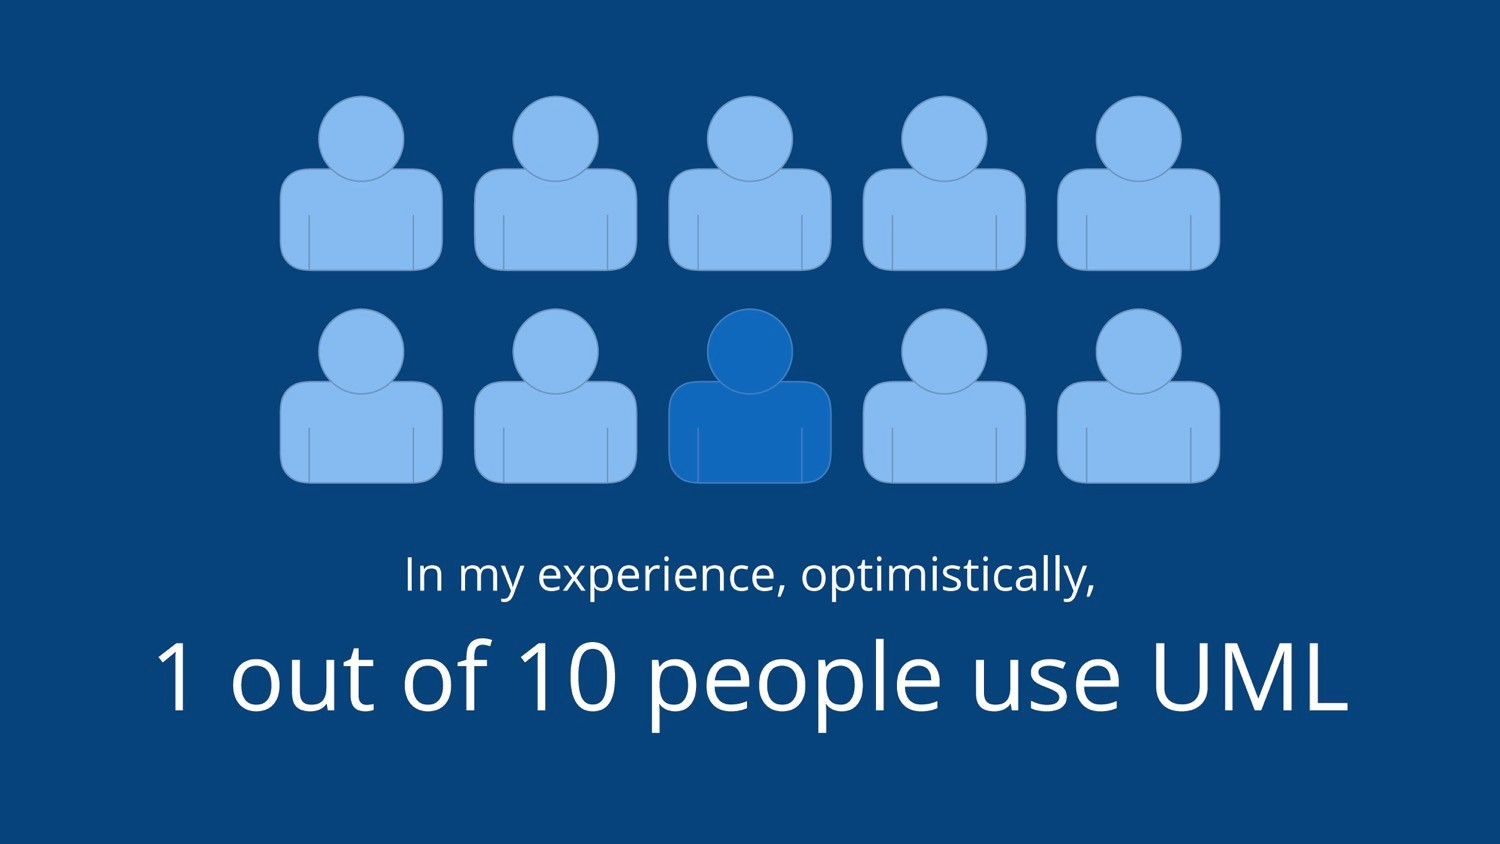 In my experience, optimistically,
1 out of 10 people use UML